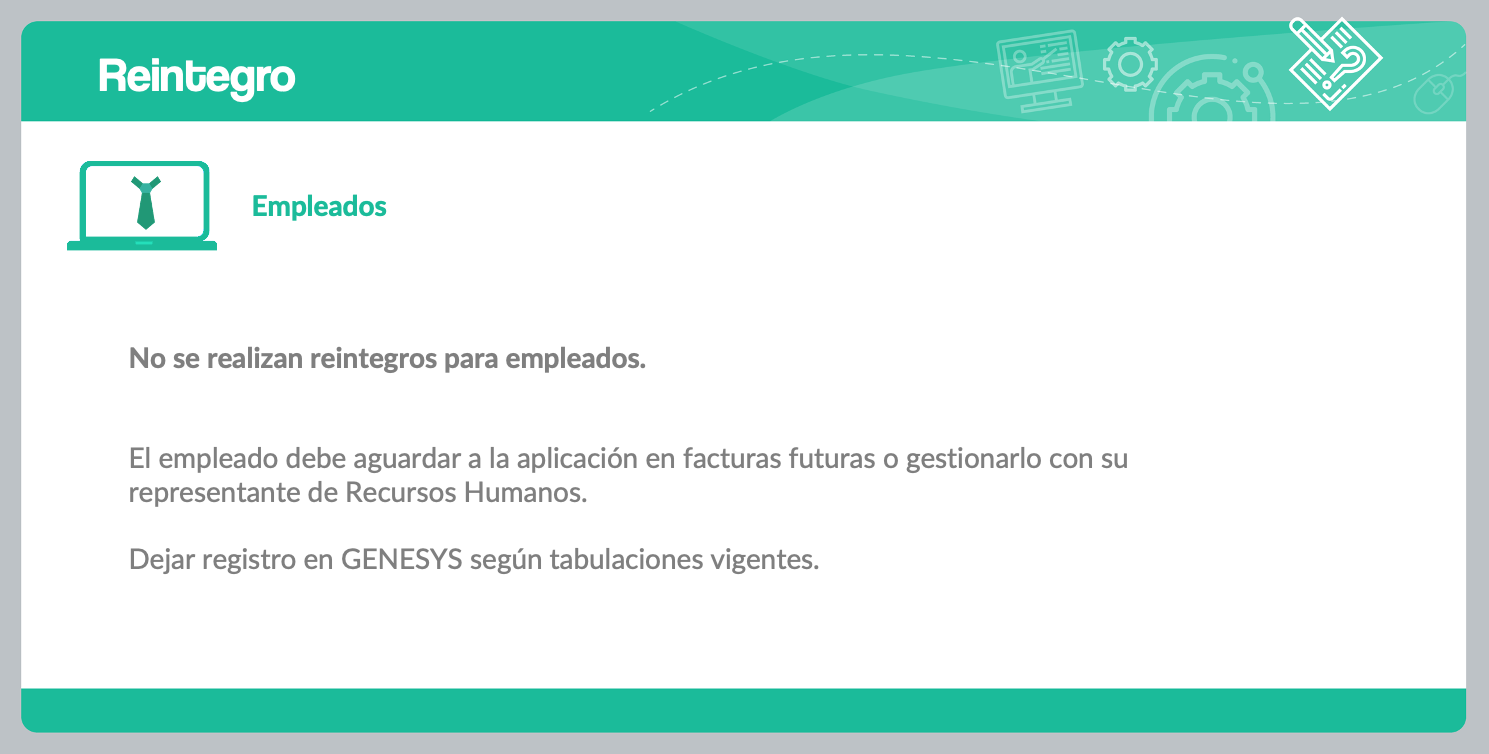 Reintegro
Empleados
No se realizan reintegros para empleados.
El empleado debe aguardar a la aplicación en facturas futuras o gestionarlo con su
representante de Recursos Humanos.
Dejar registro en GENESYS según tabulaciones vigentes.